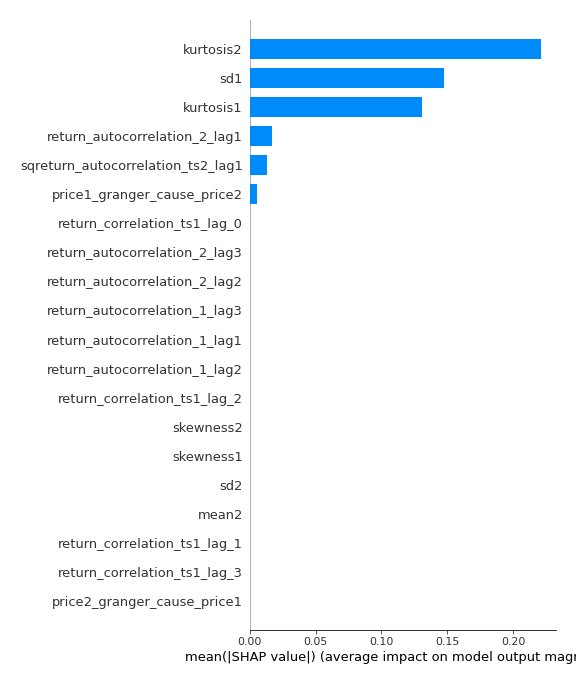 kurtosis2
sd1
kurtosis1
return_autocorrelation_2_lag1
sqreturn_autocorrelation_ts2_lag1
price1_granger_cause_price2
return_correlation_ts1_lag_0
return_autocorrelation_2_lag3
return_autocorrelation_2_lag2
return_autocorrelation_1_lag3
return_autocorrelation_1_lag1
return_autocorrelation_1_lag2
return_correlation_ts1_lag_2
skewness2
skewness1
sd2
mean2
return_correlation_ts1_lag_1
return_correlation_ts1_lag_3
price2_granger_cause_price1
0.00 0.05 0.10 0.15 0.20
mean(|SHAP value|) (average impact on model output magn